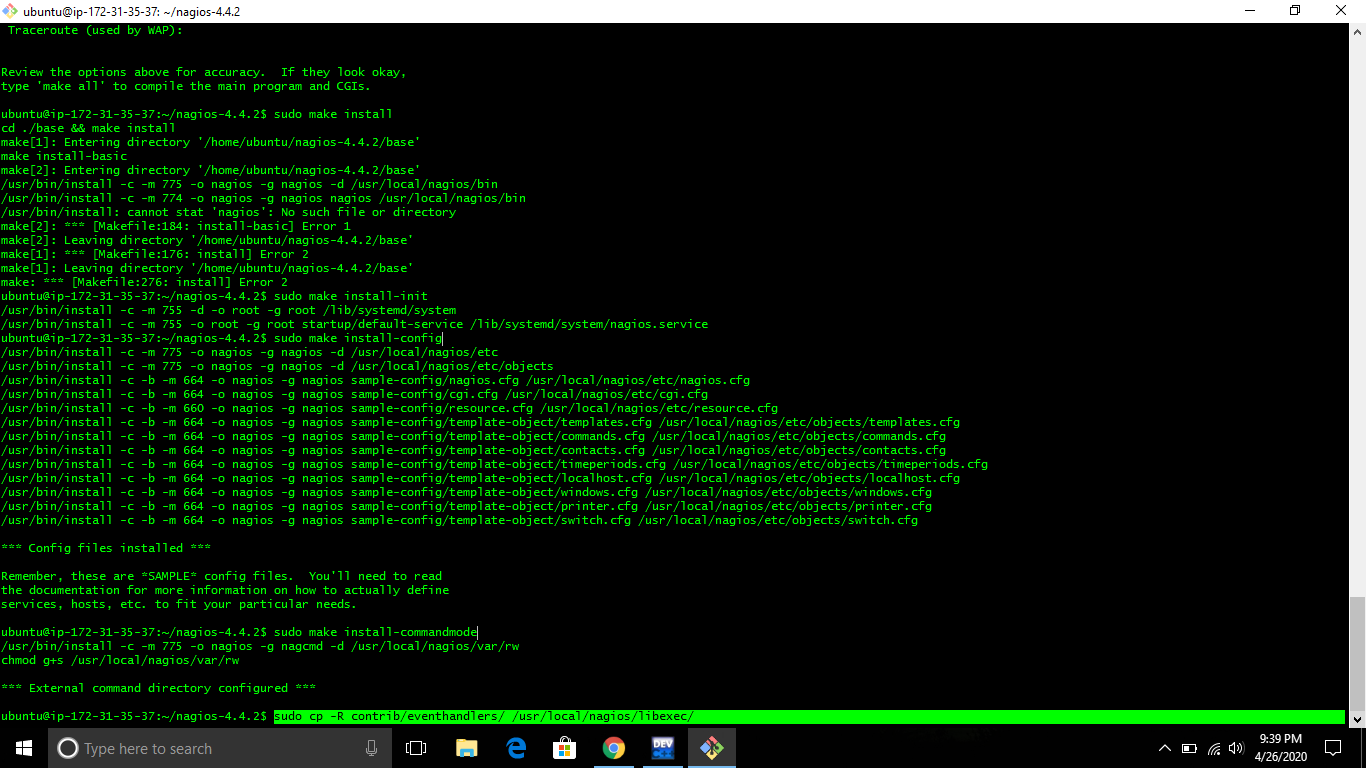 ubuntu@ip-172-31-35-37: ~/nagios-4.4.2
Traceroute (used by WAP):
Review the options above for accuracy.  If they look okay,
type 'make all' to compile the main program and CGIs.
ubuntu@ip-172-31-35-37:~/nagios-4.4.2$ sudo make install
cd ./base && make install
make[1]: Entering directory '/home/ubuntu/nagios-4.4.2/base'
make install-basic
make[2]: Entering directory '/home/ubuntu/nagios-4.4.2/base'
/usr/bin/install -c -m 775 -o nagios -g nagios -d /usr/local/nagios/bin
/usr/bin/install -c -m 774 -o nagios -g nagios nagios /usr/local/nagios/bin
/usr/bin/install: cannot stat 'nagios': No such file or directory
make[2]: *** [Makefile:184: install-basic] Error 1
make[2]: Leaving directory '/home/ubuntu/nagios-4.4.2/base'
make[1]: *** [Makefile:176: install] Error 2
make[1]: Leaving directory '/home/ubuntu/nagios-4.4.2/base'
make: *** [Makefile:276: install] Error 2
ubuntu@ip-172-31-35-37:~/nagios-4.4.2$ sudo make install-init
/usr/bin/install -c -m 755 -d -o root -g root /lib/systemd/system
/usr/bin/install -c -m 755 -o root -g root startup/default-service /lib/systemd/system/nagios.service
ubuntu@ip-172-31-35-37:~/nagios-4.4.2$ sudo make install-config
/usr/bin/install -c -m 775 -o nagios -g nagios -d /usr/local/nagios/etc
/usr/bin/install -c -m 775 -o nagios -g nagios -d /usr/local/nagios/etc/objects
/usr/bin/install -c -b -m 664 -o nagios -g nagios sample-config/nagios.cfg /usr/local/nagios/etc/nagios.cfg
/usr/bin/install -c -b -m 664 -o nagios -g nagios sample-config/cgi.cfg /usr/local/nagios/etc/cgi.cfg
/usr/bin/install -c -b -m 660 -o nagios -g nagios sample-config/resource.cfg /usr/local/nagios/etc/resource.cfg
/usr/bin/install -c -b -m 664 -o nagios -g nagios sample-config/template-object/templates.cfg /usr/local/nagios/etc/objects/templates.cfg
/usr/bin/install -c -b -m 664 -o nagios -g nagios sample-config/template-object/commands.cfg /usr/local/nagios/etc/objects/commands.cfg
/usr/bin/install -c -b -m 664 -o nagios -g nagios sample-config/template-object/contacts.cfg /usr/local/nagios/etc/objects/contacts.cfg
/usr/bin/install -c -b -m 664 -o nagios -g nagios sample-config/template-object/timeperiods.cfg /usr/local/nagios/etc/objects/timeperiods.cfg
/usr/bin/install -c -b -m 664 -o nagios -g nagios sample-config/template-object/localhost.cfg /usr/local/nagios/etc/objects/localhost.cfg
/usr/bin/install -c -b -m 664 -o nagios -g nagios sample-config/template-object/windows.cfg /usr/local/nagios/etc/objects/windows.cfg
/usr/bin/install -c -b -m 664 -o nagios -g nagios sample-config/template-object/printer.cfg /usr/local/nagios/etc/objects/printer.cfg
/usr/bin/install -c -b -m 664 -o nagios -g nagios sample-config/template-object/switch.cfg /usr/local/nagios/etc/objects/switch.cfg
*** Config files installed ***
Remember, these are *SAMPLE* config files.  You'll need to read
the documentation for more information on how to actually define
services, hosts, etc. to fit your particular needs.
ubuntu@ip-172-31-35-37:~/nagios-4.4.2$ sudo make install-commandmode
/usr/bin/install -c -m 775 -o nagios -g nagcmd -d /usr/local/nagios/var/rw
chmod g+s /usr/local/nagios/var/rw
*** External command directory configured ***
ubuntu@ip-172-31-35-37:~/nagios-4.4.2$ sudo cp -R contrib/eventhandlers/ /usr/local/nagios/libexec/
Type here to search
DEV
9:39 PM
4/26/2020